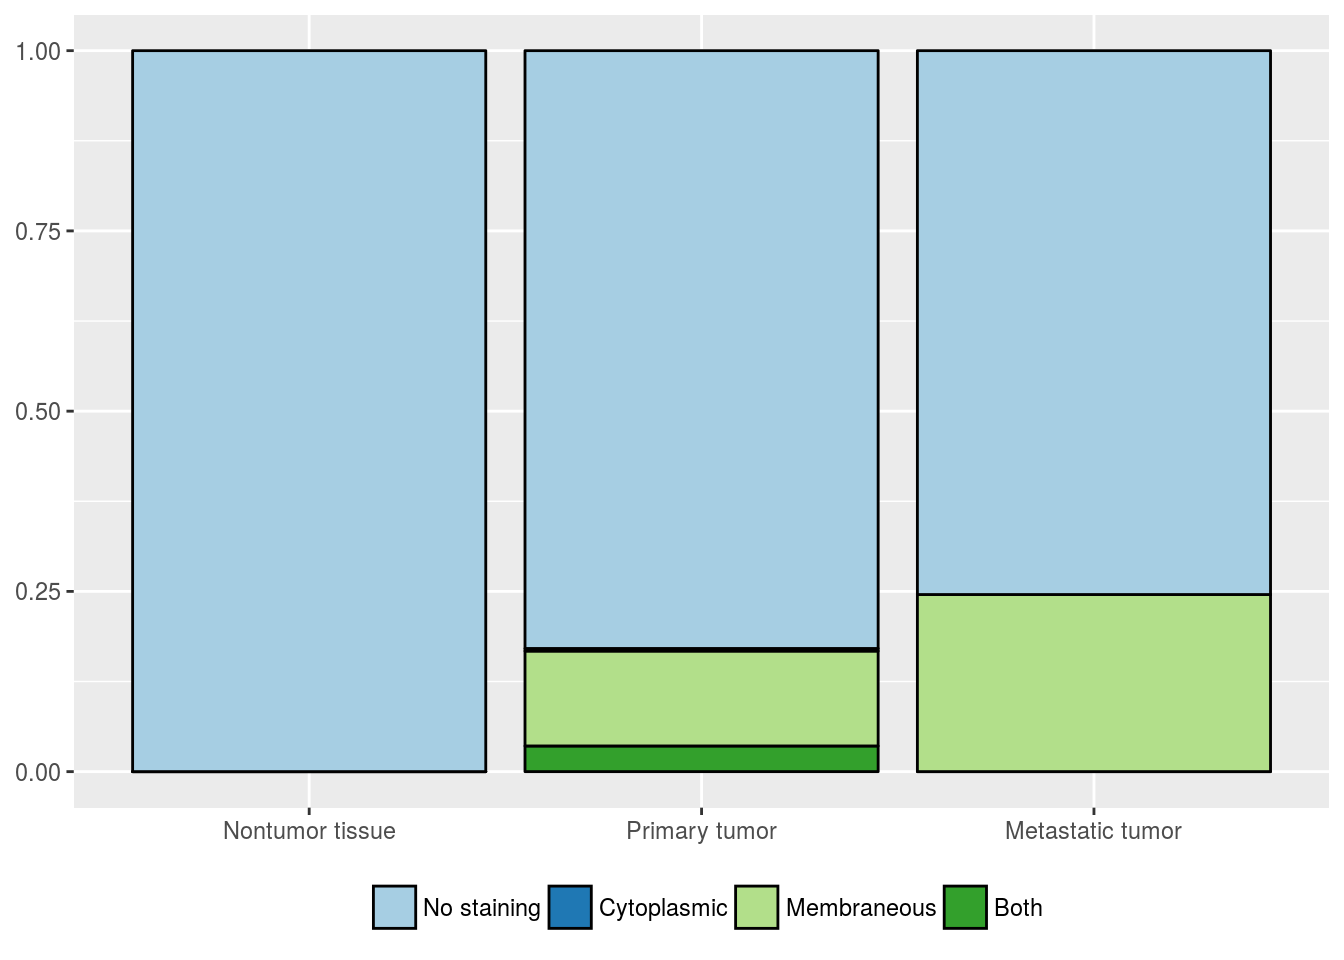 1.00
0.75
0.50
0.25
0.00
Nontumor tissue Primary tumor Metastatic tumor
No staining Cytoplasmic Membraneous Both